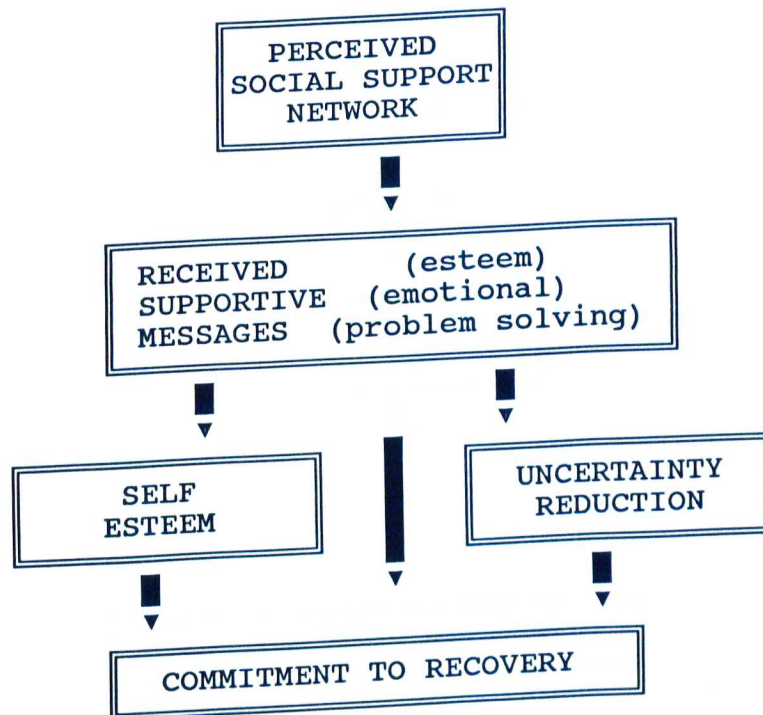 PERCEIVED
SOCIAL SUPPORT
NETWORK
RECEIVED (esteem)
SUPPORTIVE (emotional)
MESSAGES (problem solving)
SELF
ESTEEM
UNCERTAINTY
REDUCTION
COMMITMENT TO RECOVERY